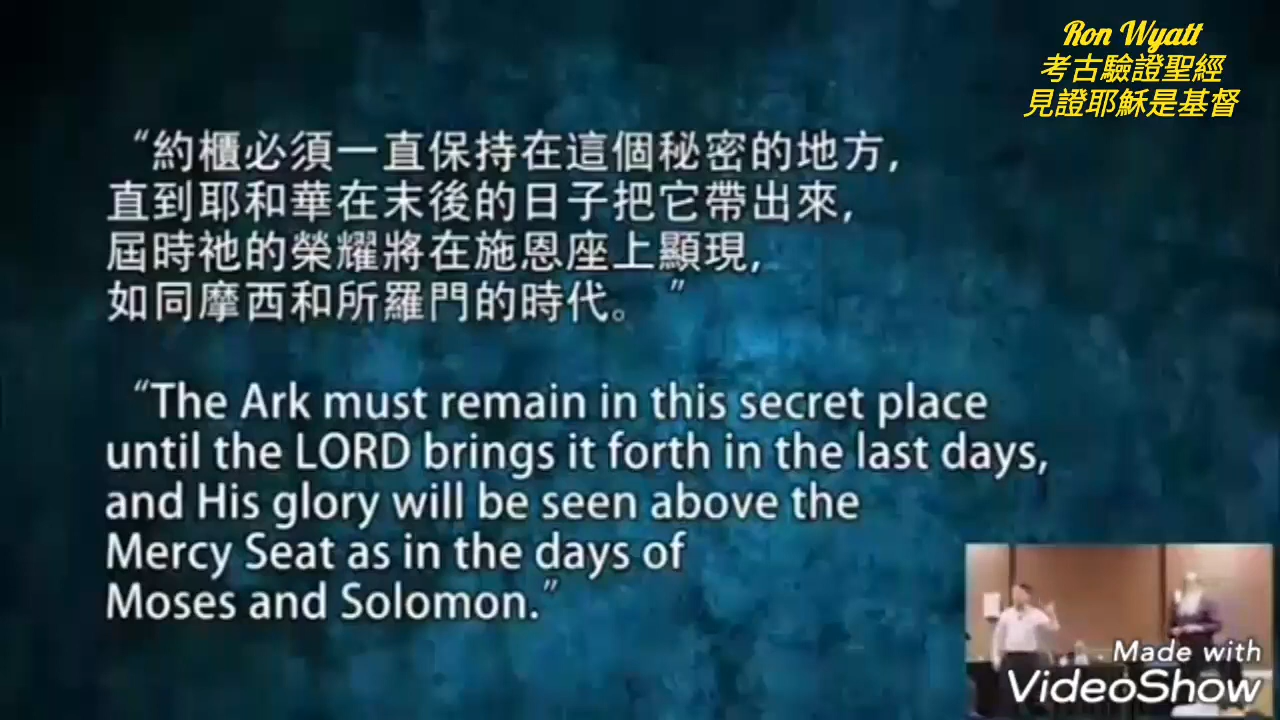 Ron Wyatt
考古驗證聖經
見證耶穌是基督
“約櫃必須一直保持在這個秘密的地方,
直到耶和華在末後的日子把它帶出來,
屆時祂的榮耀將在施恩座上顯現,
如同摩西和所羅門的時代。”
“The Ark must remain in this secret place
until the LORD brings it forth in the last days,
and His glory will be seen above the
Mercy Seat as in the days of
Moses and Solomon.”
Made with
VideoShow